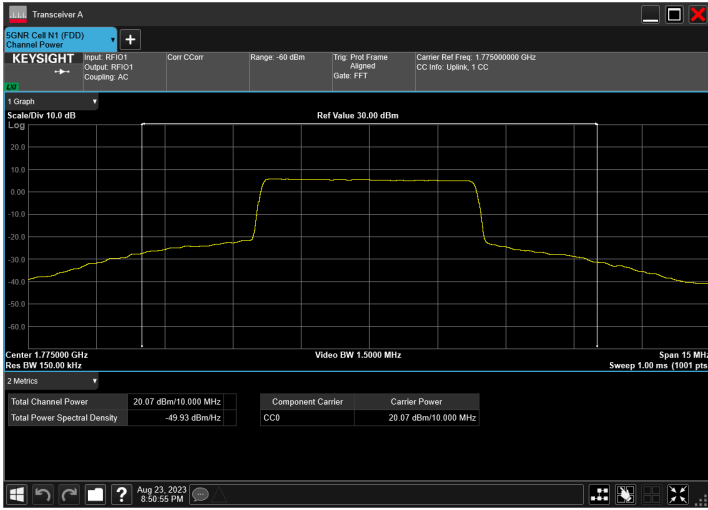 Transceiver A
5GNR Cell N1 (FDD)
Channel Power
KEYSIGHT
Input: RFIO1
Output: RFIO1
Coupling: AC
Corr CCorr
Range: -60 dBm
Trig: Prot Frame
Aligned
Gate: FFT
Carrier Ref Freq: 1.775000000 GHz
CC Info: Uplink, 1 CC
LXI
1 Graph
Scale/Div 10.0 dB
Ref Value 30.00 dBm
Log
20.0
10.0
0.00
-10.0
-20.0
-30.0
-40.0
-50.0
-60.0
Center 1.775000 GHz
Video BW 1.5000 MHz
Span 15 MHz
Res BW 150.00 kHz
Sweep 1.00 ms (1001 pts
2 Metrics
Total Channel Power 20.07 dBm/10.000 MHz
Total Power Spectral Density -49.93 dBm/Hz
Component Carrier Carrier Power
CC0 20.07 dBm/10.000 MHz
Aug 23, 2023
8:50:55 PM